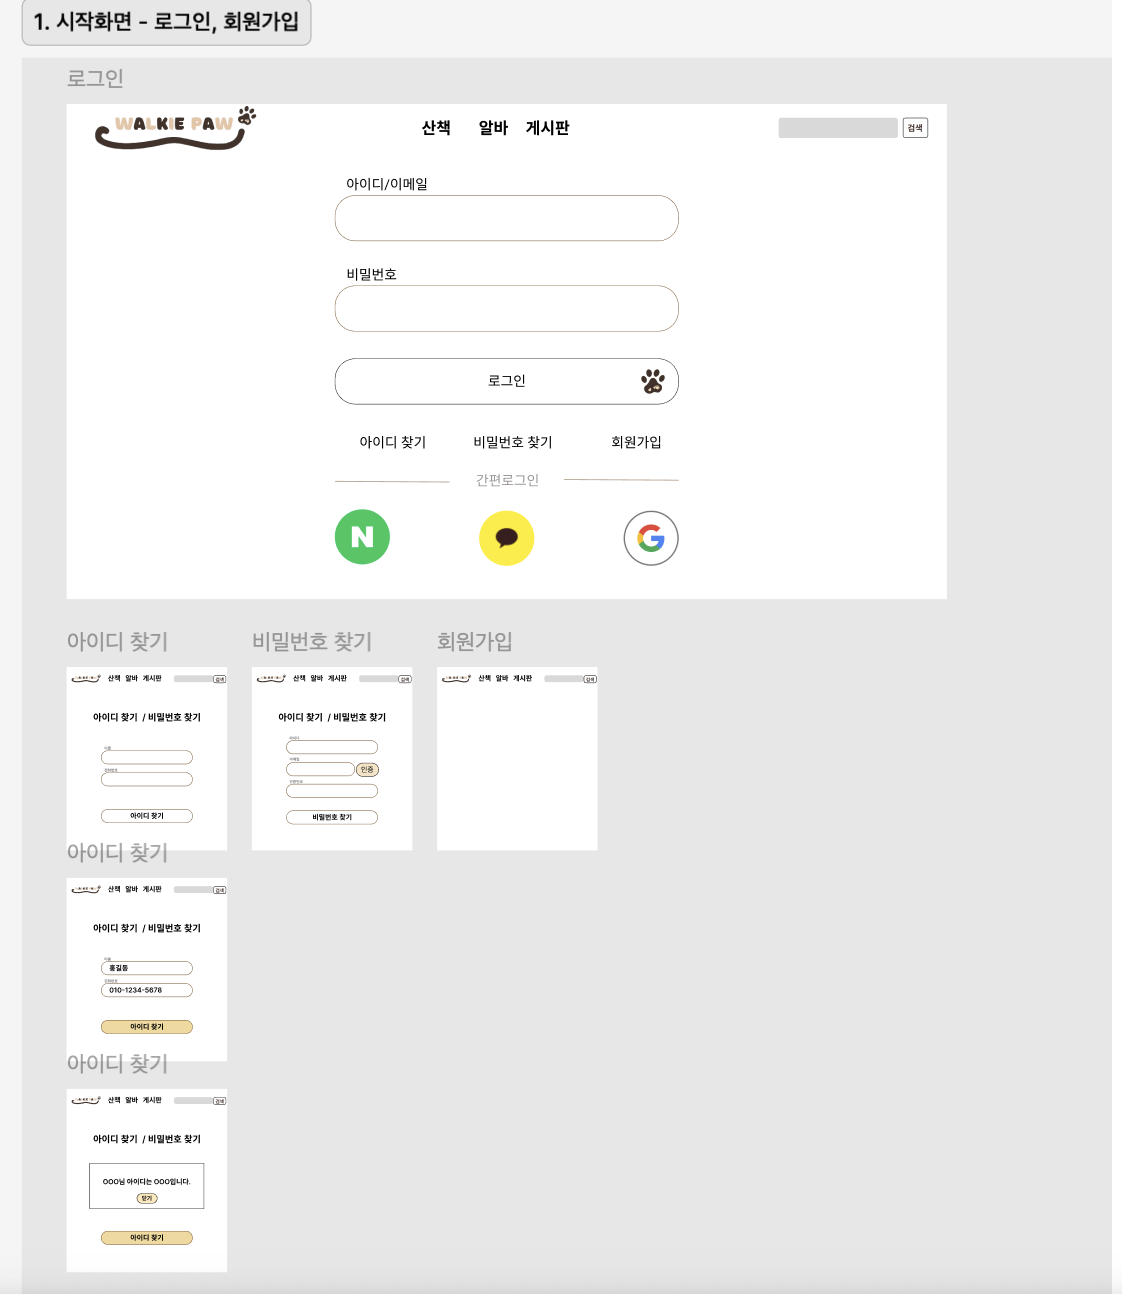 1. 시작화면 - 로그인, 회원가입
로그인
WALKIE PAW
산책 알바 게시판
검색
아이디/이메일
비밀번호
로그인
아이디 찾기 비밀번호 찾기 회원가입
간편로그인
N
G
아이디 찾기 비밀번호 찾기 회원가입
산책 알바 게시판 검색
아이디 찾기 / 비밀번호 찾기
이름
전화번호
아이디 찾기
산책 알바 게시판 검색
아이디 찾기 / 비밀번호 찾기
아이디
이메일
인증
인증번호
비밀번호 찾기
산책 알바 게시판 검색
아이디 찾기
산책 알바 게시판 검색
아이디 찾기 / 비밀번호 찾기
이름
홍길동
전화번호
010-1234-5678
아이디 찾기
아이디 찾기
산책 알바 게시판 검색
아이디 찾기 / 비밀번호 찾기
OOO님 아이디는 OOO입니다.
닫기
아이디 찾기